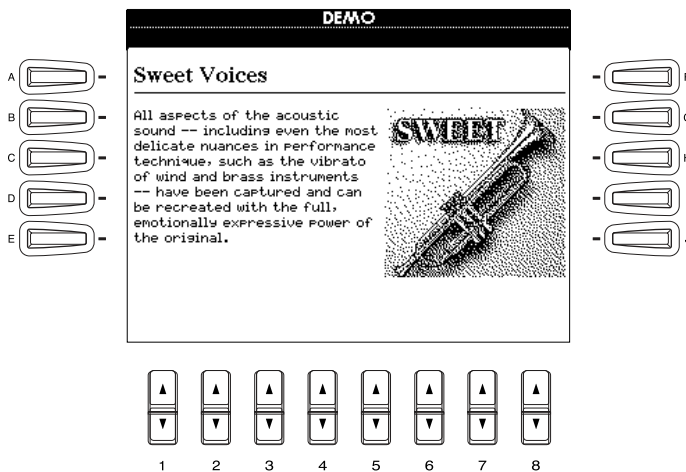 DEMO
Sweet Voices
All aspects of the acoustic
sound -- including even the most
delicate nuances in performance
technique, such as the vibrato
of wind and brass instruments
-- have been captured and can
be recreated with the full,
emotionally expressive power of
the original.
SWEET
A
B
C
D
E
1 2 3 4 5 6 7 8